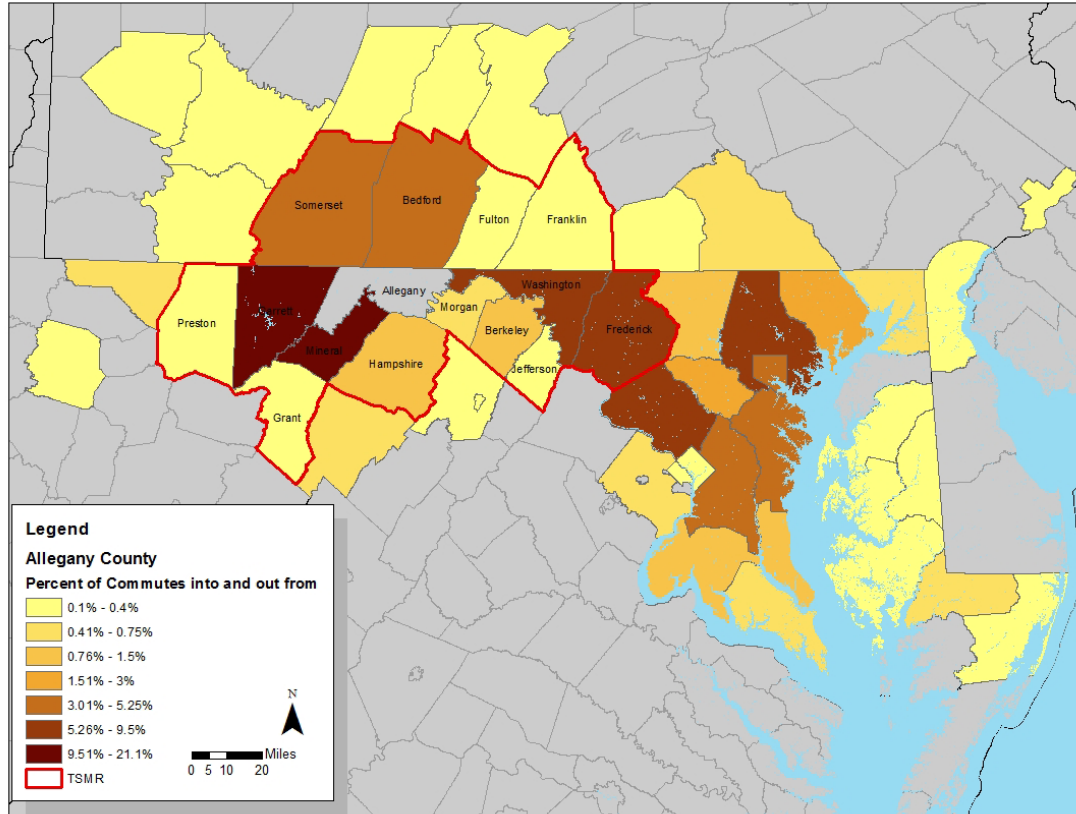 Somerset
Bedford
Fulton
Franklin
Allegany
Washington
Garrett
Morgan
Preston
Berkeley
Frederick
Mineral
Hampshire
Jefferson
Grant
Legend
Allegany County
Percent of Commutes into and out from
0.1% - 0.4%
0.41% - 0.75%
0.76% - 1.5%
1.51% - 3%
3.01% - 5.25%
5.26% - 9.5%
9.51% - 21.1%
TSMR
N
Miles
0 5 10 20